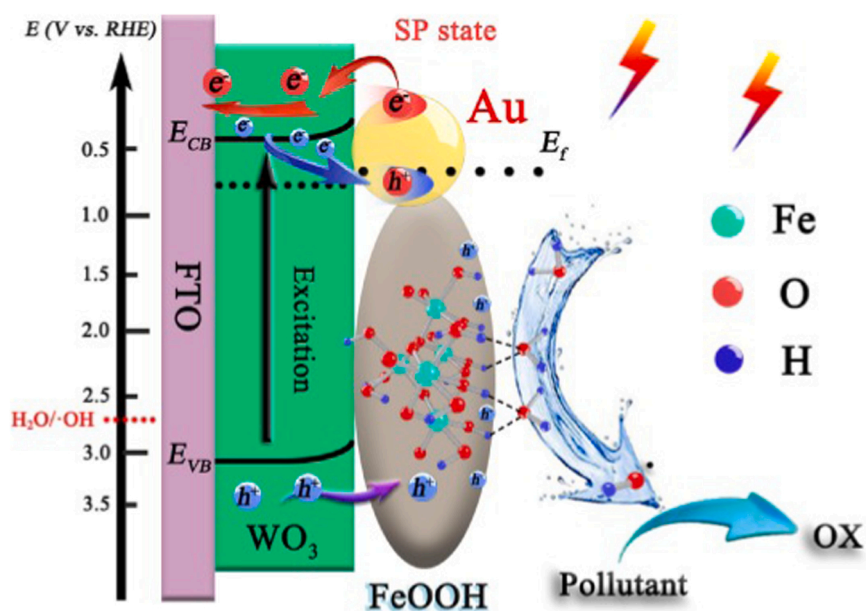 E (V vs. RHE)
SP state
e⁻
e⁻
e⁻
Au
E_CB
e⁻
e⁻
e⁻
E_f
0.5
h⁺
1.0
Fe
FTO
Excitation
h⁺
1.5
h⁺
O
2.0
H
2.5
H₂O/·OH
h⁺
3.0
E_VB
h⁺
3.5
h⁺
h⁺
h⁺
WO₃
OX
Pollutant
FeOOH